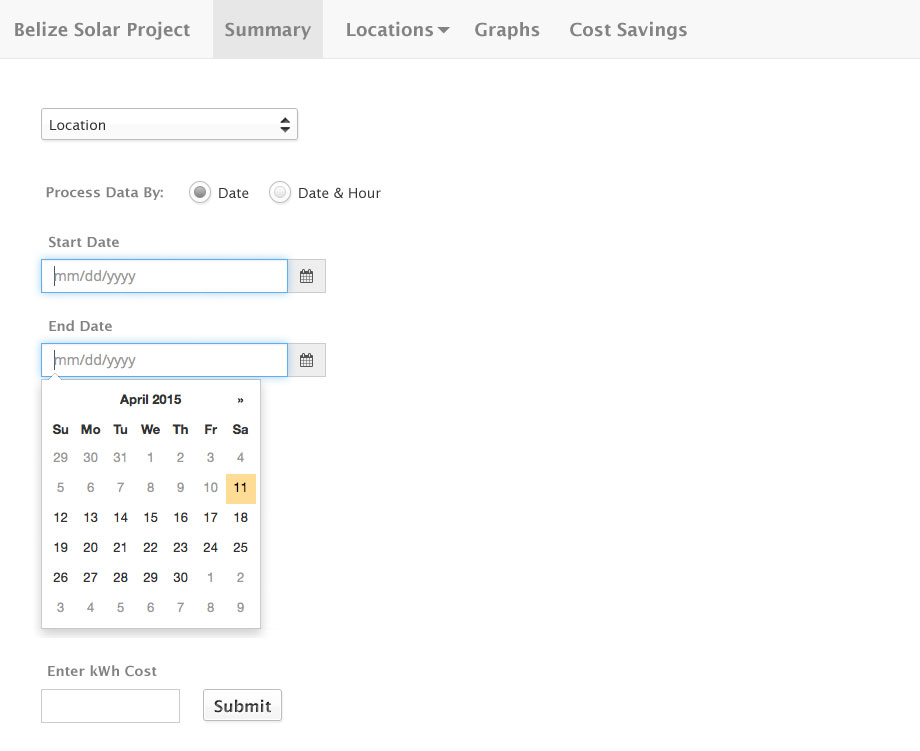 Belize Solar Project Summary Locations Graphs Cost Savings
Location
Process Data By: Date Date & Hour
Start Date
mm/dd/yyyy
End Date
mm/dd/yyyy
April 2015 »
Su Mo Tu We Th Fr Sa
29 30 31 1 2 3 4
5 6 7 8 9 10 11
12 13 14 15 16 17 18
19 20 21 22 23 24 25
26 27 28 29 30 1 2
3 4 5 6 7 8 9
Enter kWh Cost
Submit